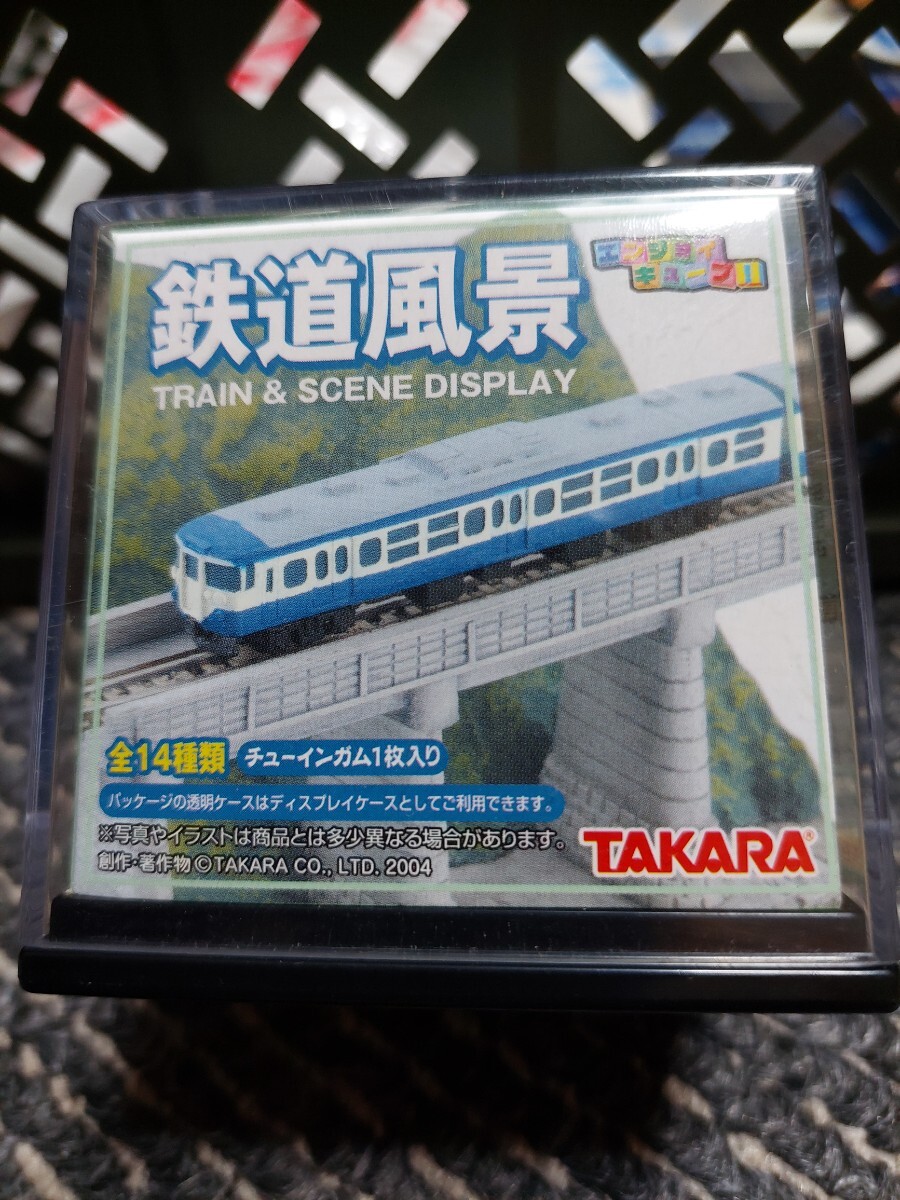 鉄道風景
エンジョイ
キューブ!
TRAIN & SCENE DISPLAY
全14種類 チューインガム1枚入り
パッケージの透明ケースはディスプレイケースとしてご利用できます。
※写真やイラストは商品とは多少異なる場合があります。
創作・著作物©TAKARA CO., LTD. 2004
TAKARA®